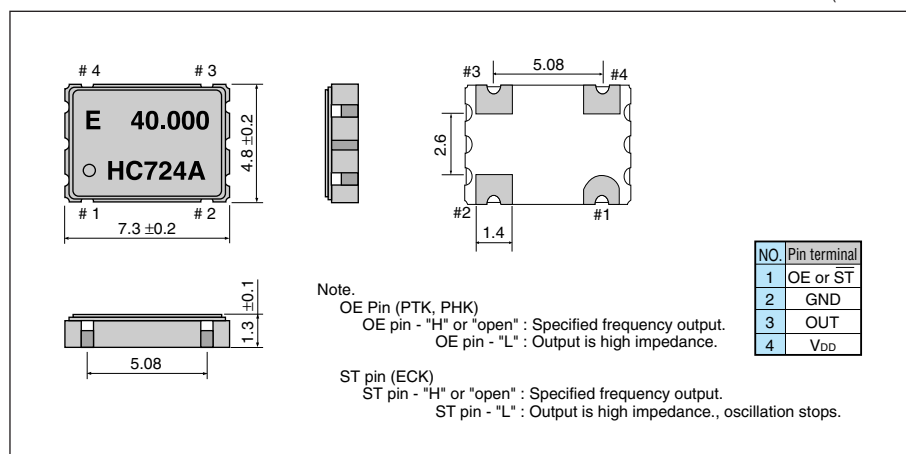 # 4
# 3
E 40.000
HC724A
# 1
# 2
7.3 ±0.2
4.8 ±0.2
#3
5.08
#4
2.6
#2
#1
1.4
1.3 ±0.1
5.08
Note.
OE Pin (PTK, PHK)
OE pin - "H" or "open" : Specified frequency output.
OE pin - "L" : Output is high impedance.
ST pin (ECK)
ST pin - "H" or "open" : Specified frequency output.
ST pin - "L" : Output is high impedance., oscillation stops.
NO. Pin terminal
1 OE or S̅T̅
2 GND
3 OUT
4 VDD